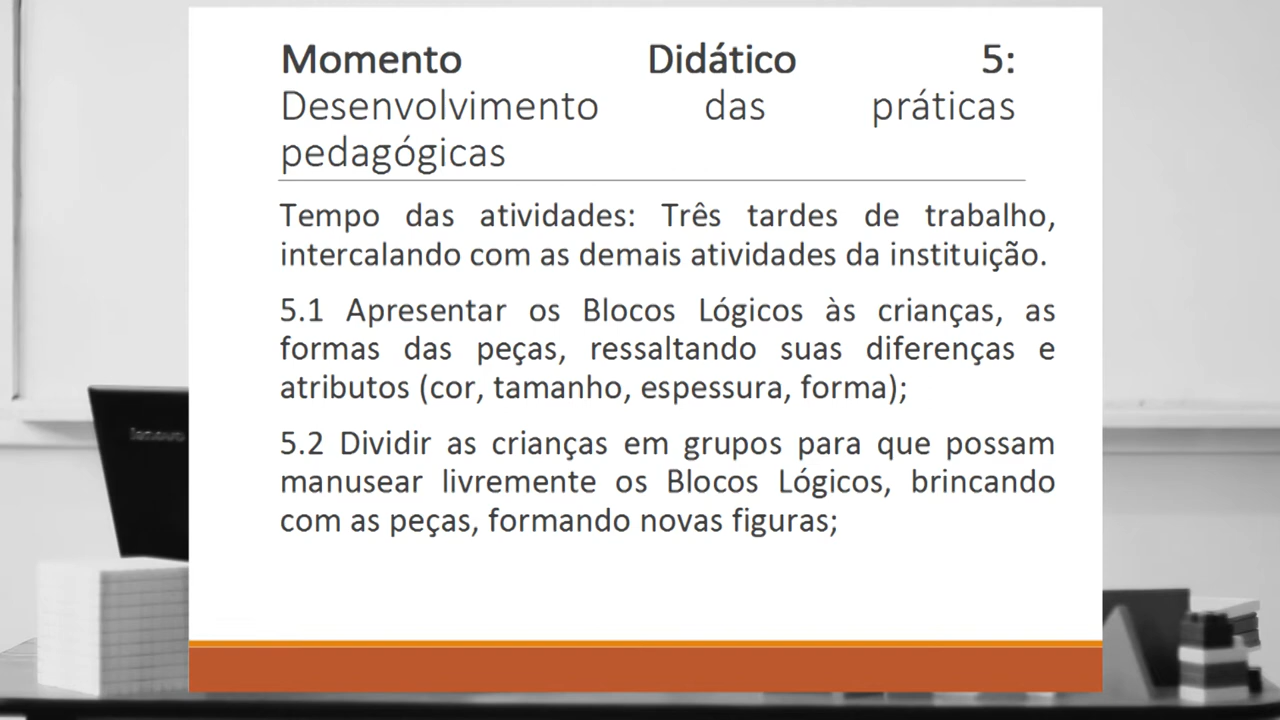 Momento Didático 5:
Desenvolvimento das práticas
pedagógicas
Tempo das atividades: Três tardes de trabalho,
intercalando com as demais atividades da instituição.
5.1 Apresentar os Blocos Lógicos às crianças, as
formas das peças, ressaltando suas diferenças e
atributos (cor, tamanho, espessura, forma);
5.2 Dividir as crianças em grupos para que possam
manusear livremente os Blocos Lógicos, brincando
com as peças, formando novas figuras;
lenovo